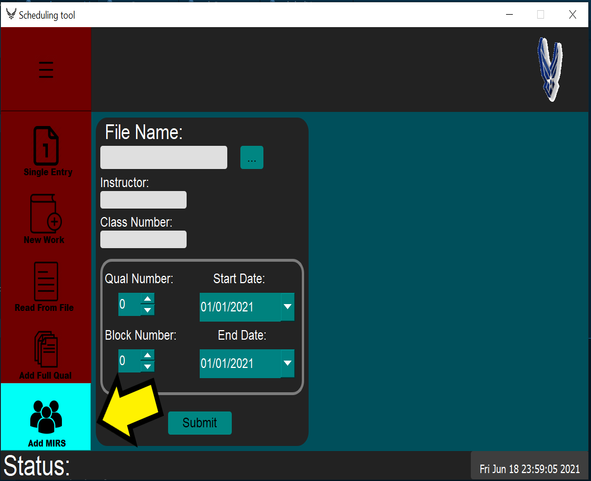 Scheduling tool
File Name:
...
Instructor:
Class Number:
Qual Number:
Start Date:
0
01/01/2021
Block Number:
End Date:
0
01/01/2021
Submit
1
Single Entry
New Work
Read From File
Add Full Qual
Add MIRS
Status:
Fri Jun 18 23:59:05 2021